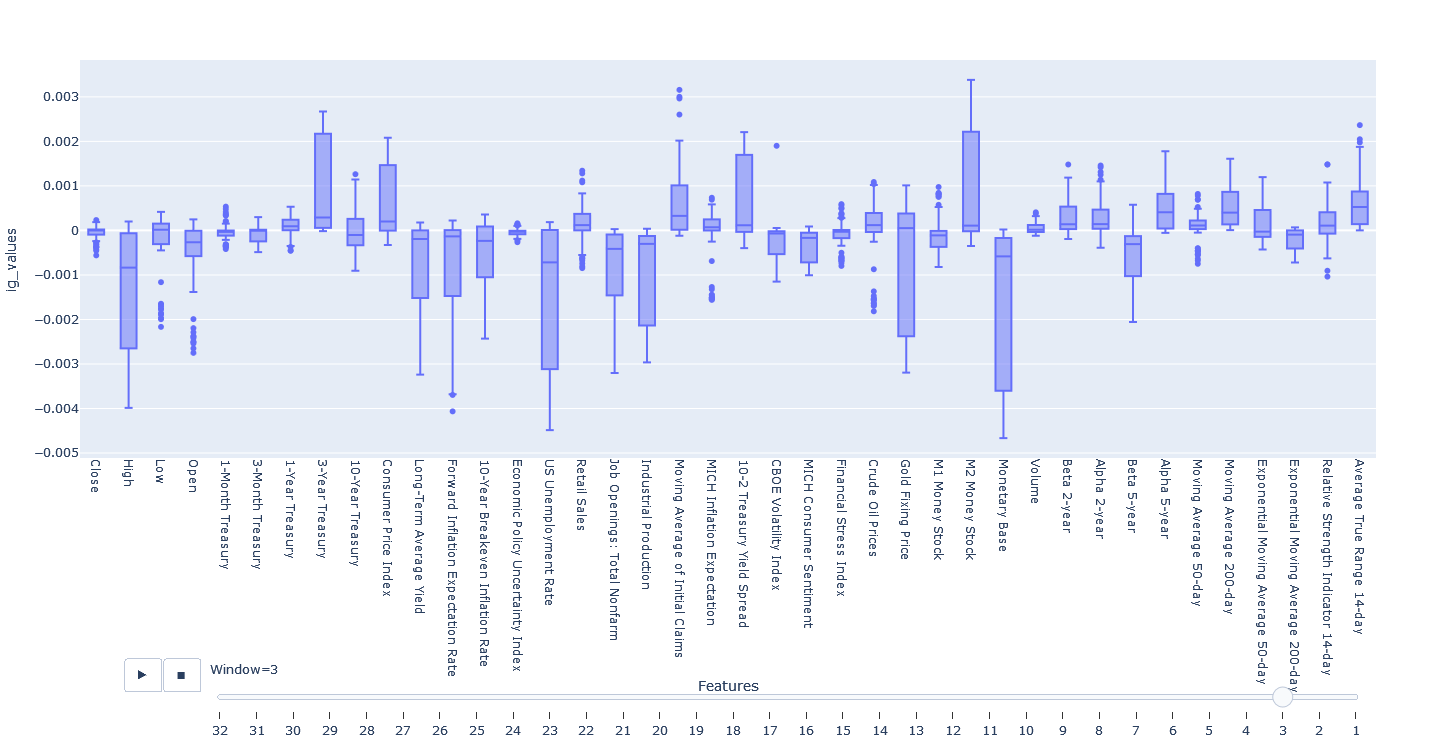 0.003
0.002
0.001
0
−0.001
−0.002
−0.003
−0.004
−0.005
ig_values
Close
High
Low
Open
1-Month Treasury
3-Month Treasury
1-Year Treasury
3-Year Treasury
10-Year Treasury
Consumer Price Index
Long-Term Average Yield
Forward Inflation Expectation Rate
10-Year Breakeven Inflation Rate
Economic Policy Uncertainty Index
US Unemployment Rate
Retail Sales
Job Openings: Total Nonfarm
Industrial Production
Moving Average of Initial Claims
MICH Inflation Expectation
10-2 Treasury Yield Spread
CBOE Volatility Index
MICH Consumer Sentiment
Financial Stress Index
Crude Oil Prices
Gold Fixing Price
M1 Money Stock
M2 Money Stock
Monetary Base
Volume
Beta 2-year
Alpha 2-year
Beta 5-year
Alpha 5-year
Moving Average 50-day
Moving Average 200-day
Exponential Moving Average 50-day
Exponential Moving Average 200-day
Relative Strength Indicator 14-day
Average True Range 14-day
Window=3
Features
32 31 30 29 28 27 26 25 24 23 22 21 20 19 18 17 16 15 14 13 12 11 10 9 8 7 6 5 4 3 2 1